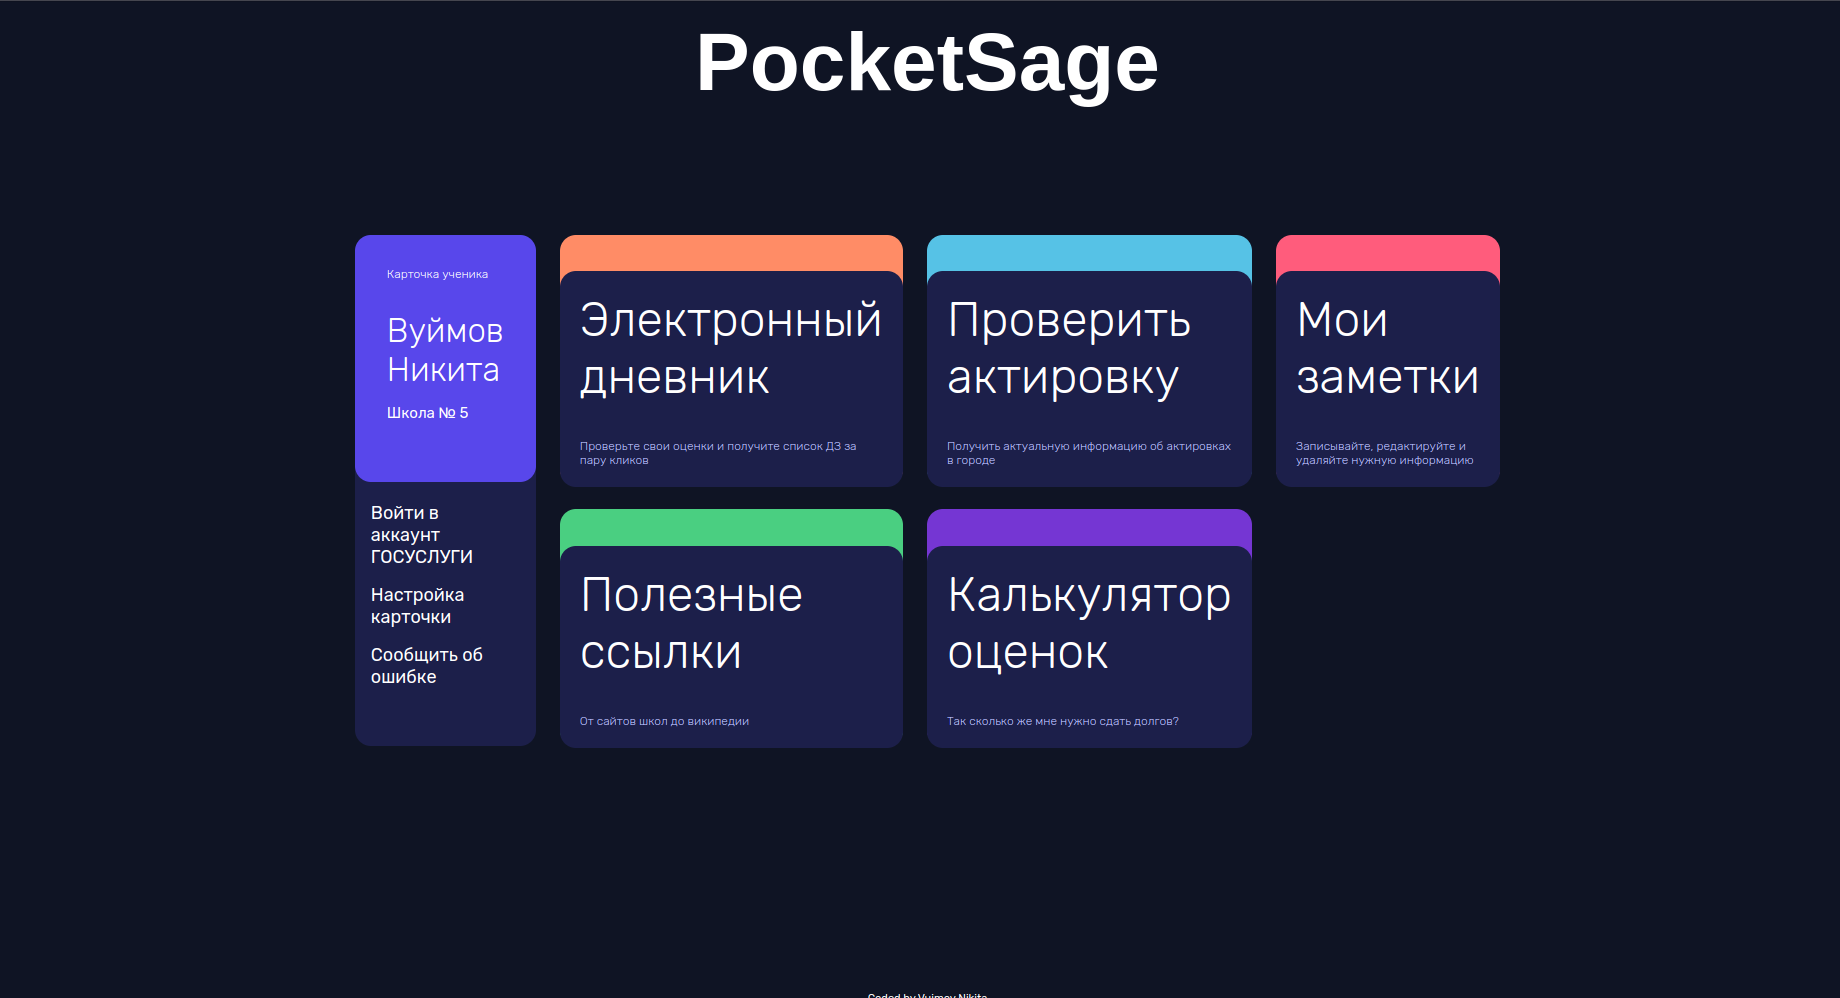 PocketSage
Карточка ученика
Вуймов
Никита
Школа № 5
Войти в
аккаунт
ГОСУСЛУГИ
Настройка
карточки
Сообщить об
ошибке
Электронный
дневник
Проверьте свои оценки и получите список ДЗ за
пару кликов
Проверить
актировку
Получить актуальную информацию об актировках
в городе
Мои
заметки
Записывайте, редактируйте и
удаляйте нужную информацию
Полезные
ссылки
От сайтов школ до википедии
Калькулятор
оценок
Так сколько же мне нужно сдать долгов?
Coded by Vuimov Nikita